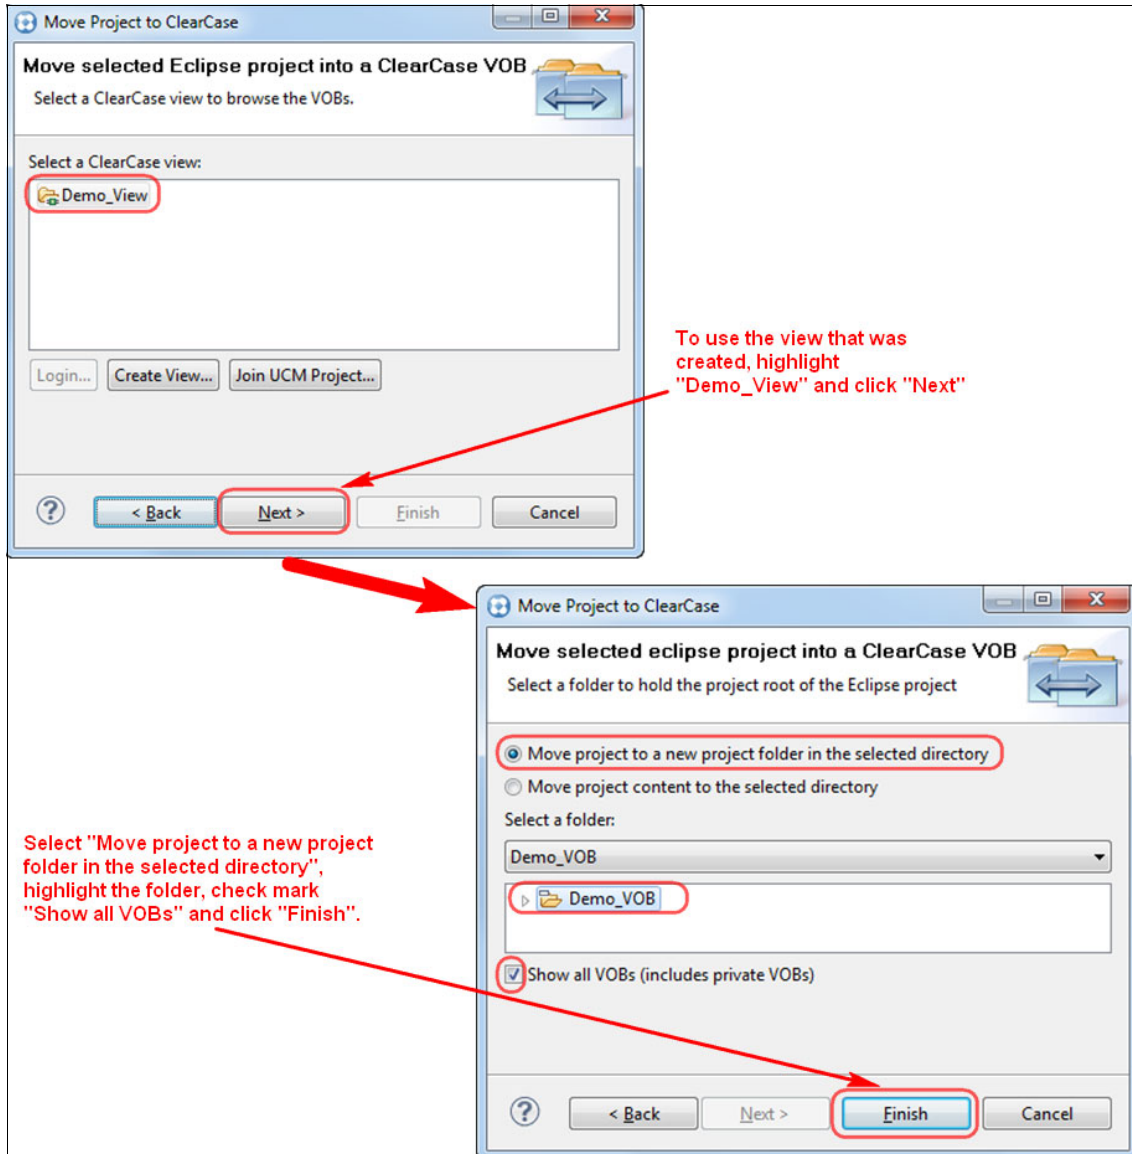 Move Project to ClearCase
Move selected Eclipse project into a ClearCase VOB
Select a ClearCase view to browse the VOBs.
Select a ClearCase view:
Demo_View
Login... Create View... Join UCM Project...
To use the view that was
created, highlight
"Demo_View" and click "Next"
? < Back Next > Finish Cancel
Move Project to ClearCase
Move selected eclipse project into a ClearCase VOB
Select a folder to hold the project root of the Eclipse project
Move project to a new project folder in the selected directory
Move project content to the selected directory
Select a folder:
Demo_VOB
Demo_VOB
Show all VOBs (includes private VOBs)
Select "Move project to a new project
folder in the selected directory",
highlight the folder, check mark
"Show all VOBs" and click "Finish".
? < Back Next > Finish Cancel